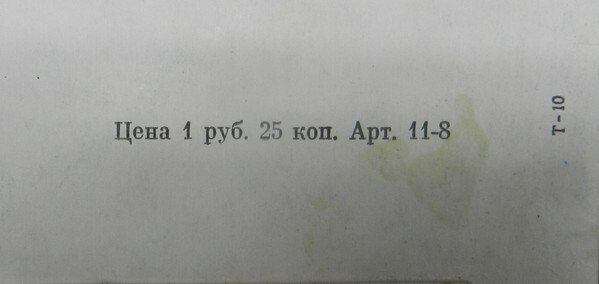 Цена 1 руб. 25 коп. Арт. 11-8
Т-10